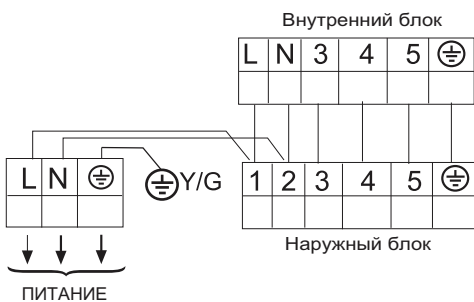 Внутренний блок
L N 3 4 5
L N Y/G 1 2 3 4 5
Наружный блок
ПИТАНИЕ